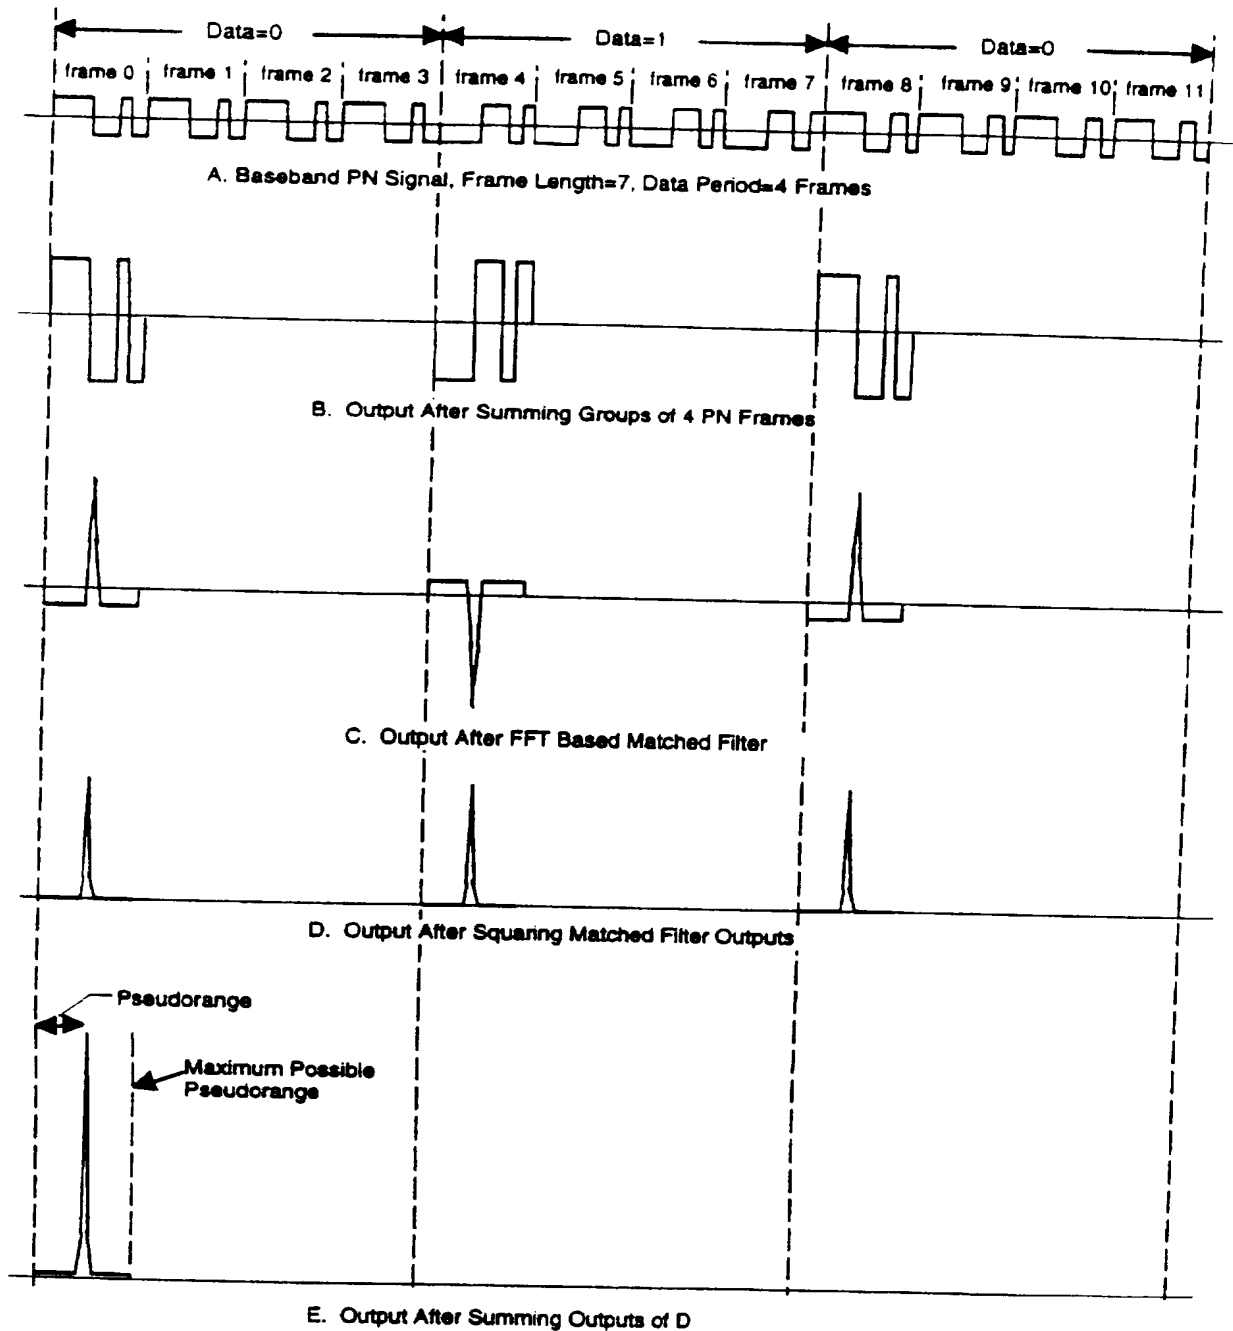 Data=0
Data=1
Data=0
frame 0 frame 1 frame 2 frame 3 frame 4 frame 5 frame 6 frame 7 frame 8 frame 9 frame 10 frame 11
A. Baseband PN Signal, Frame Length=7, Data Period=4 Frames
B. Output After Summing Groups of 4 PN Frames
C. Output After FFT Based Matched Filter
D. Output After Squaring Matched Filter Outputs
Pseudorange
Maximum Possible
Pseudorange
E. Output After Summing Outputs of D